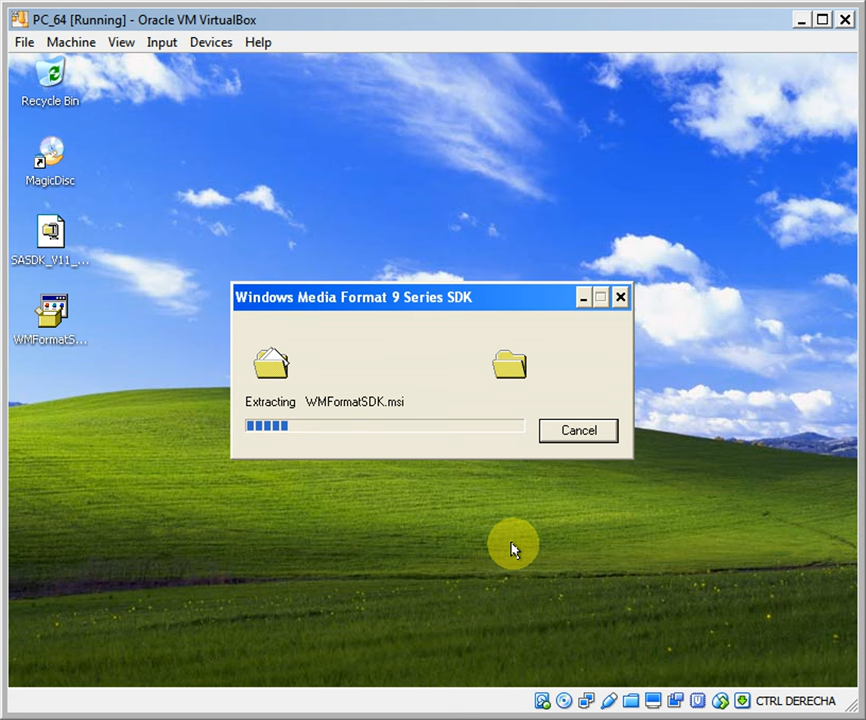 PC_64 [Running] - Oracle VM VirtualBox
File Machine View Input Devices Help
Recycle Bin
MagicDisc
SASDK_V11_...
WMFormatS...
Windows Media Format 9 Series SDK
Extracting WMFormatSDK.msi
Cancel
CTRL DERECHA